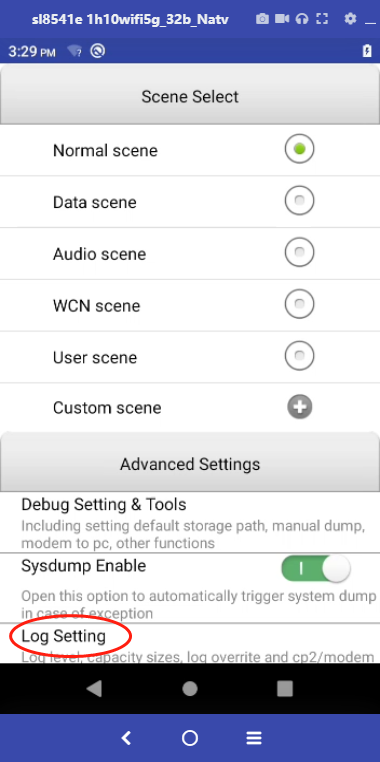 sl8541e 1h10wifi5g_32b_Natv
3:29 PM
Scene Select
Normal scene
Data scene
Audio scene
WCN scene
User scene
Custom scene
Advanced Settings
Debug Setting & Tools
Including setting default storage path, manual dump,
modem to pc, other functions
Sysdump Enable
Open this option to automatically trigger system dump
in case of exception
Log Setting
Log level, capacity sizes, log overrite and cp2/modem